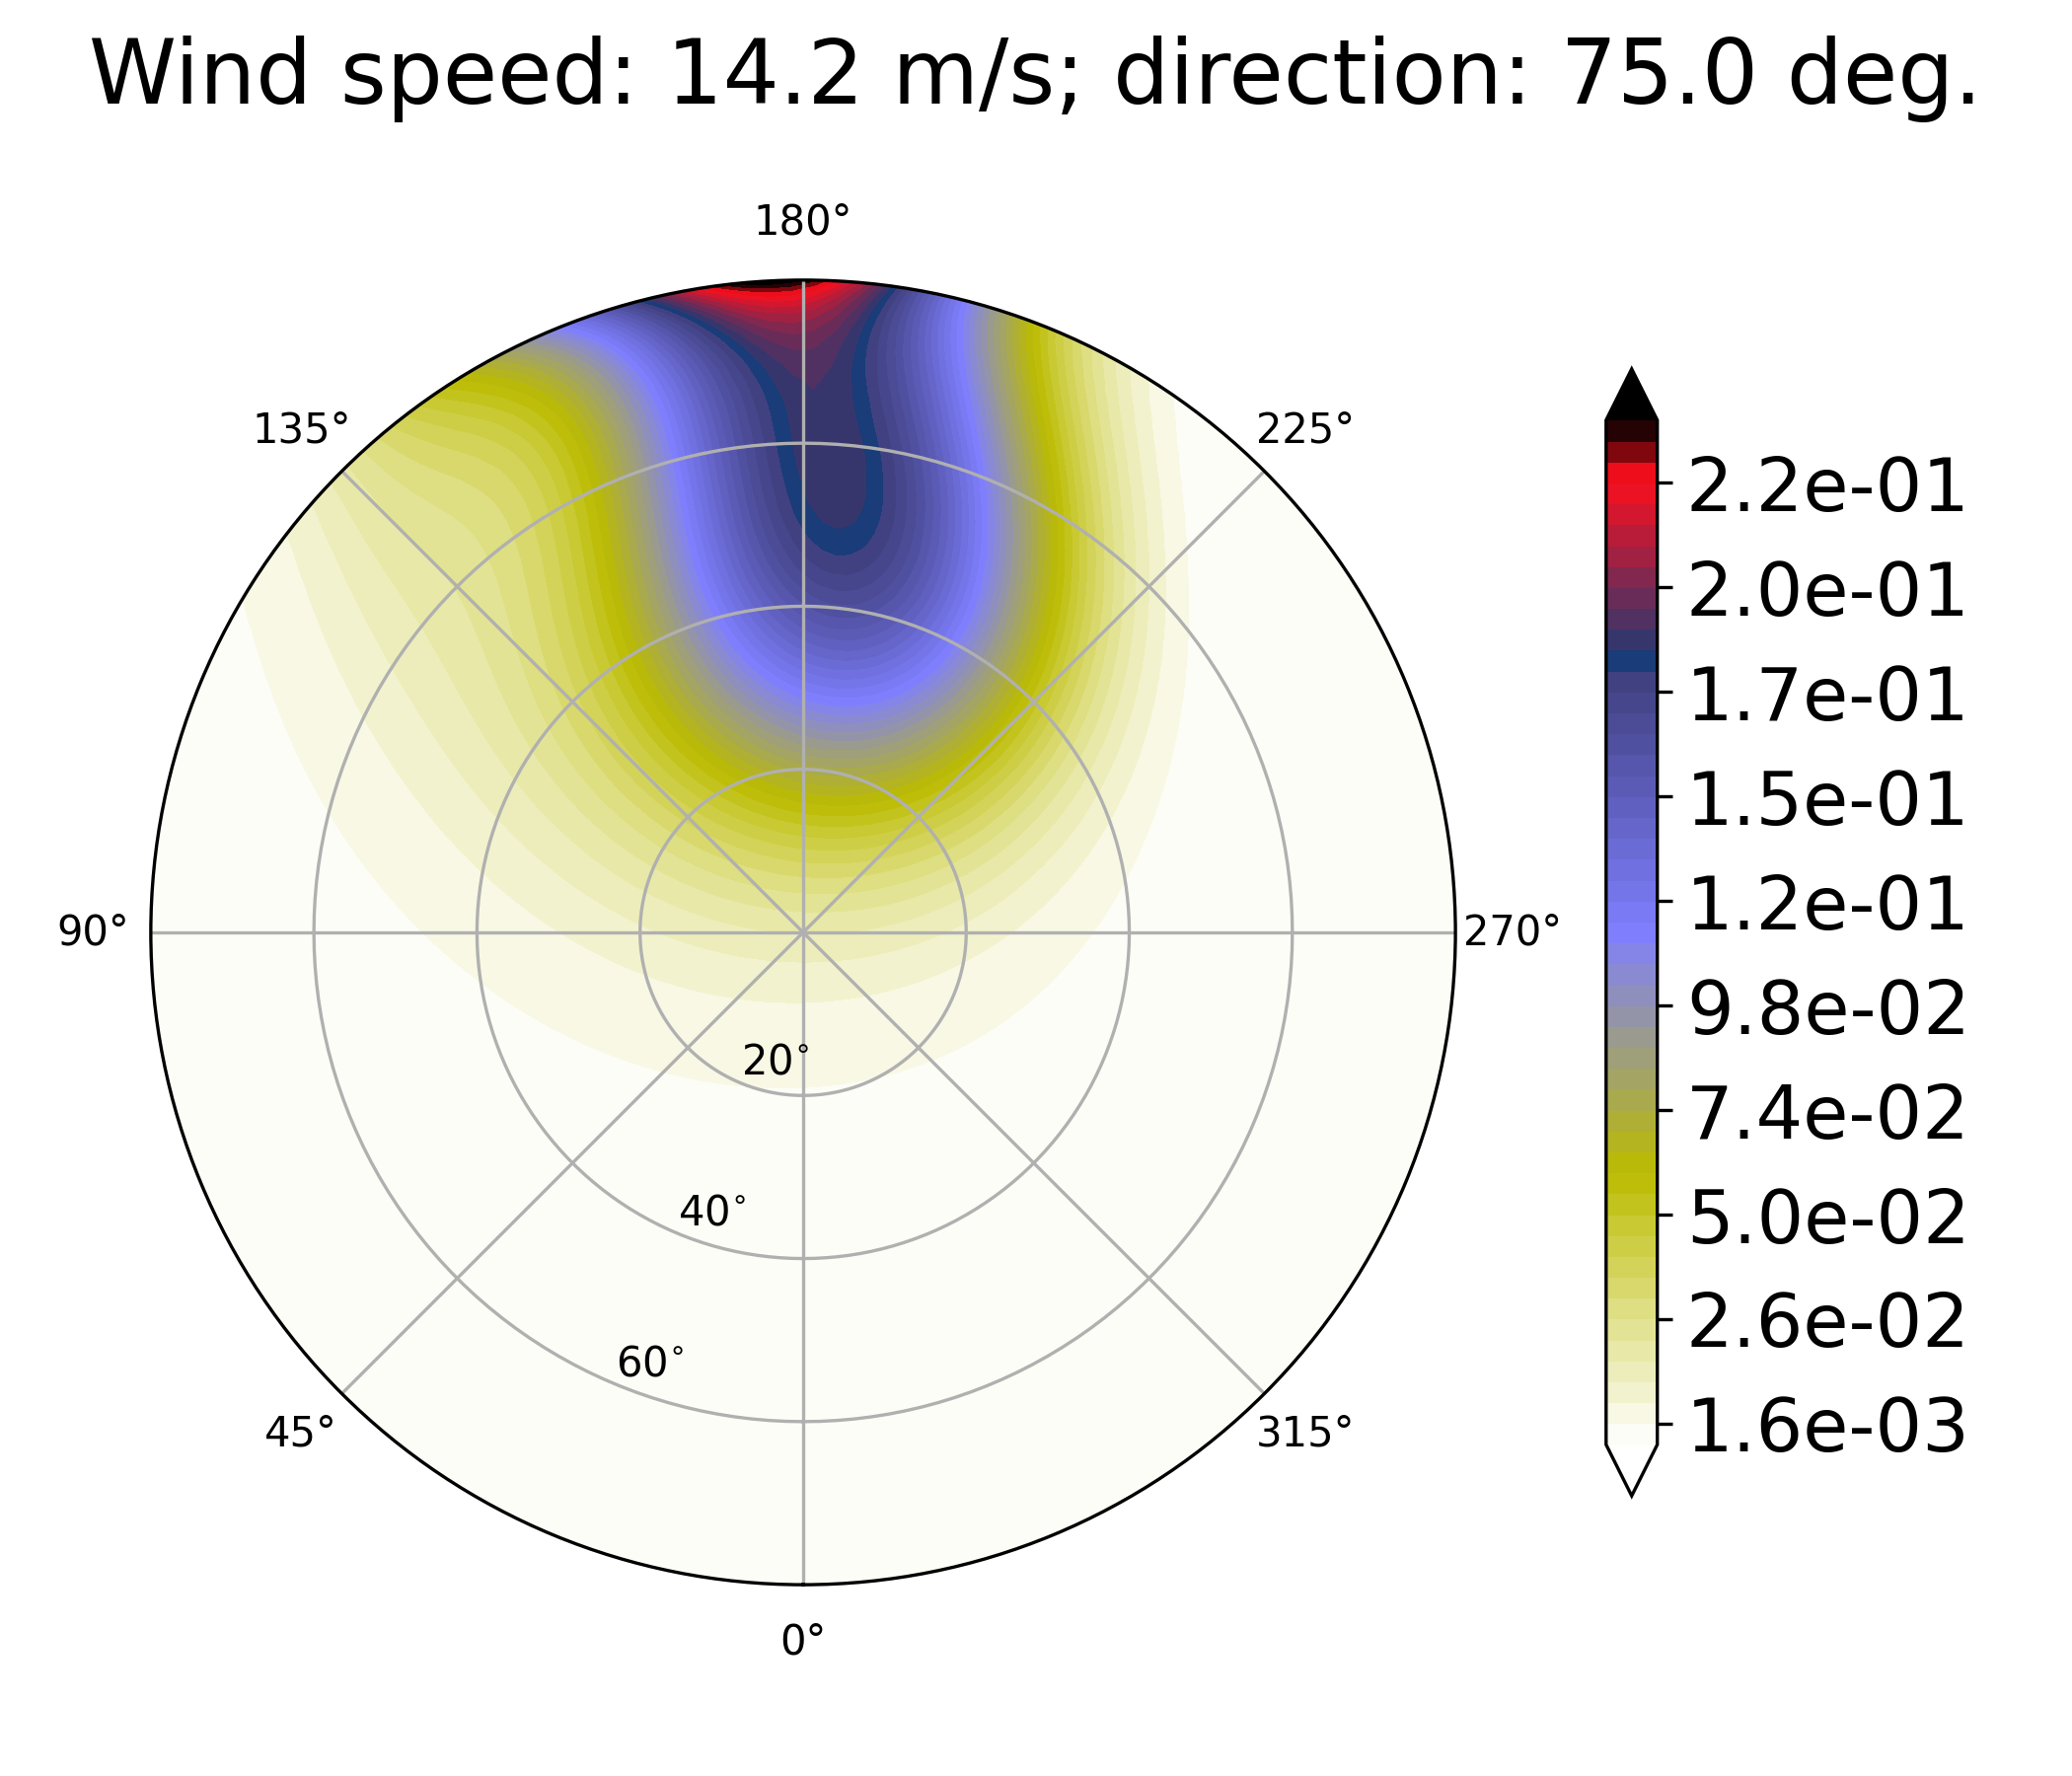 Wind speed: 14.2 m/s; direction: 75.0 deg.
180°
135°
225°
90°
270°
20°
40°
60°
45°
315°
0°
2.2e-01
2.0e-01
1.7e-01
1.5e-01
1.2e-01
9.8e-02
7.4e-02
5.0e-02
2.6e-02
1.6e-03